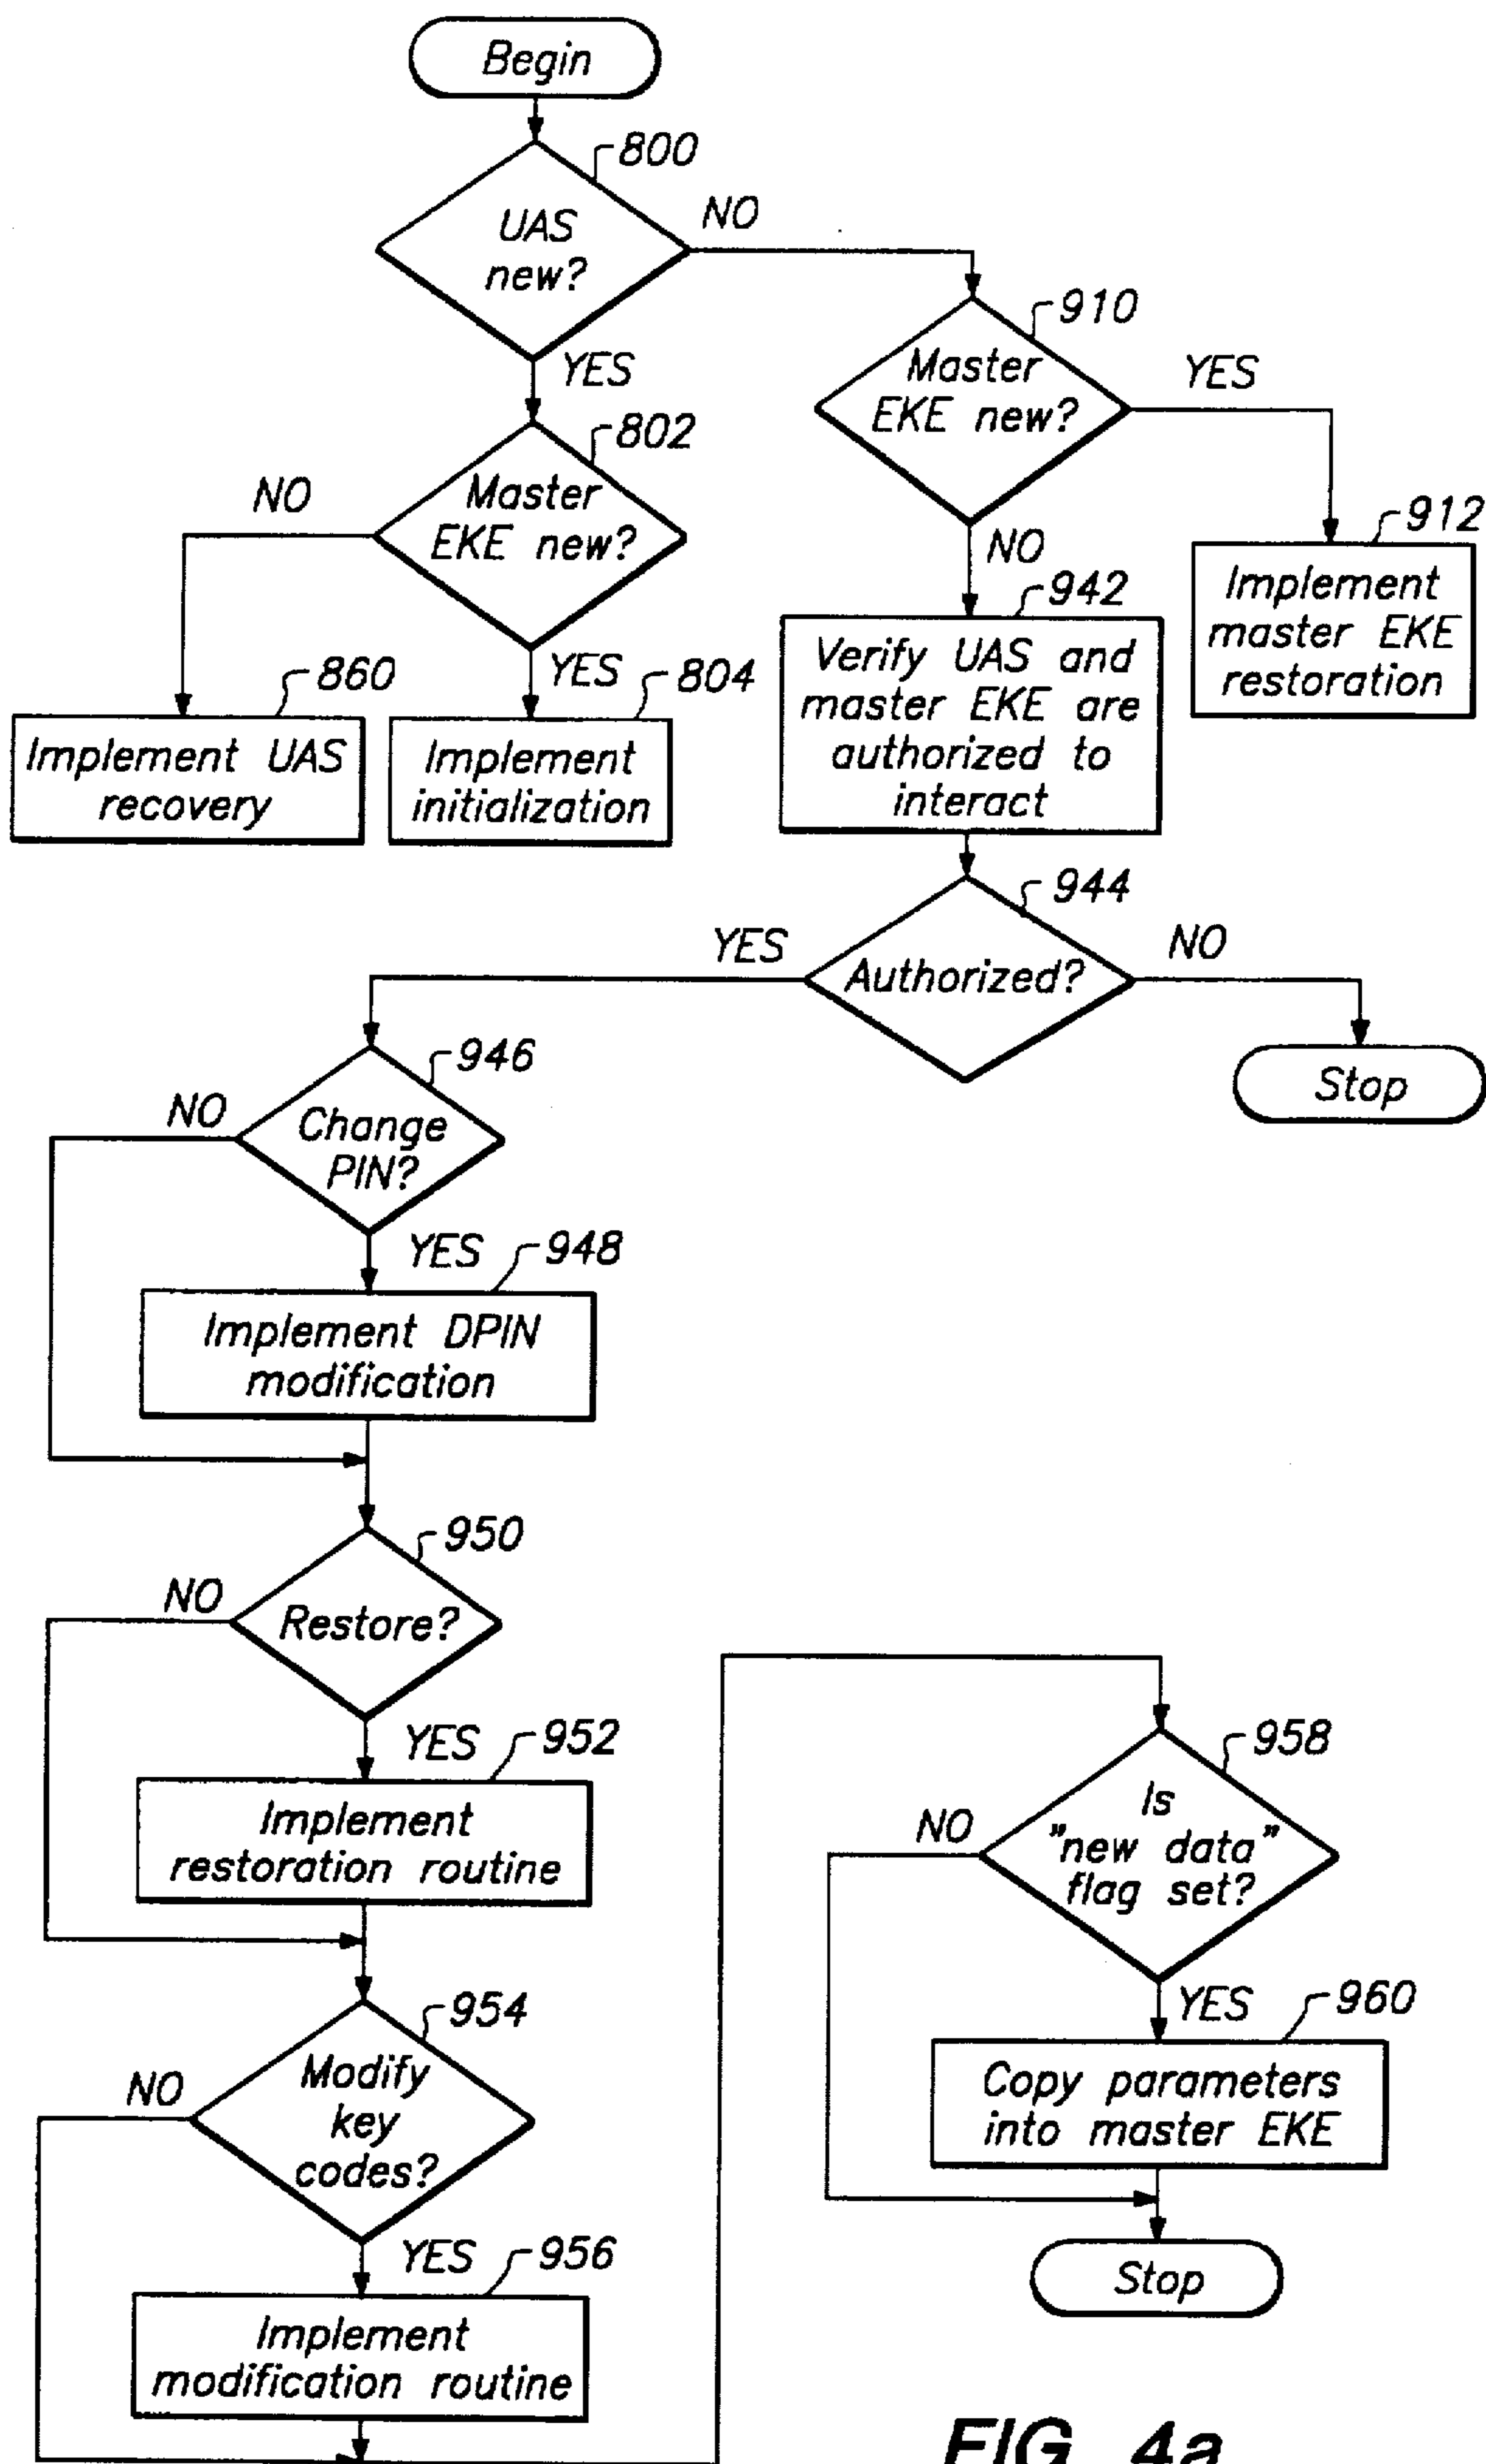 Begin
800
UAS
new?
NO
YES
910
Master
EKE new?
YES
NO
802
Master
EKE new?
NO
YES
912
Implement
master EKE
restoration
942
Verify UAS and
master EKE are
authorized to
interact
860
Implement UAS
recovery
804
Implement
initialization
944
Authorized?
YES
NO
Stop
946
Change
PIN?
NO
YES
948
Implement DPIN
modification
950
Restore?
NO
YES
952
Implement
restoration routine
954
Modify
key
codes?
NO
YES
956
Implement
modification routine
958
Is
"new data"
flag set?
NO
YES
960
Copy parameters
into master EKE
Stop
FIG. 4a